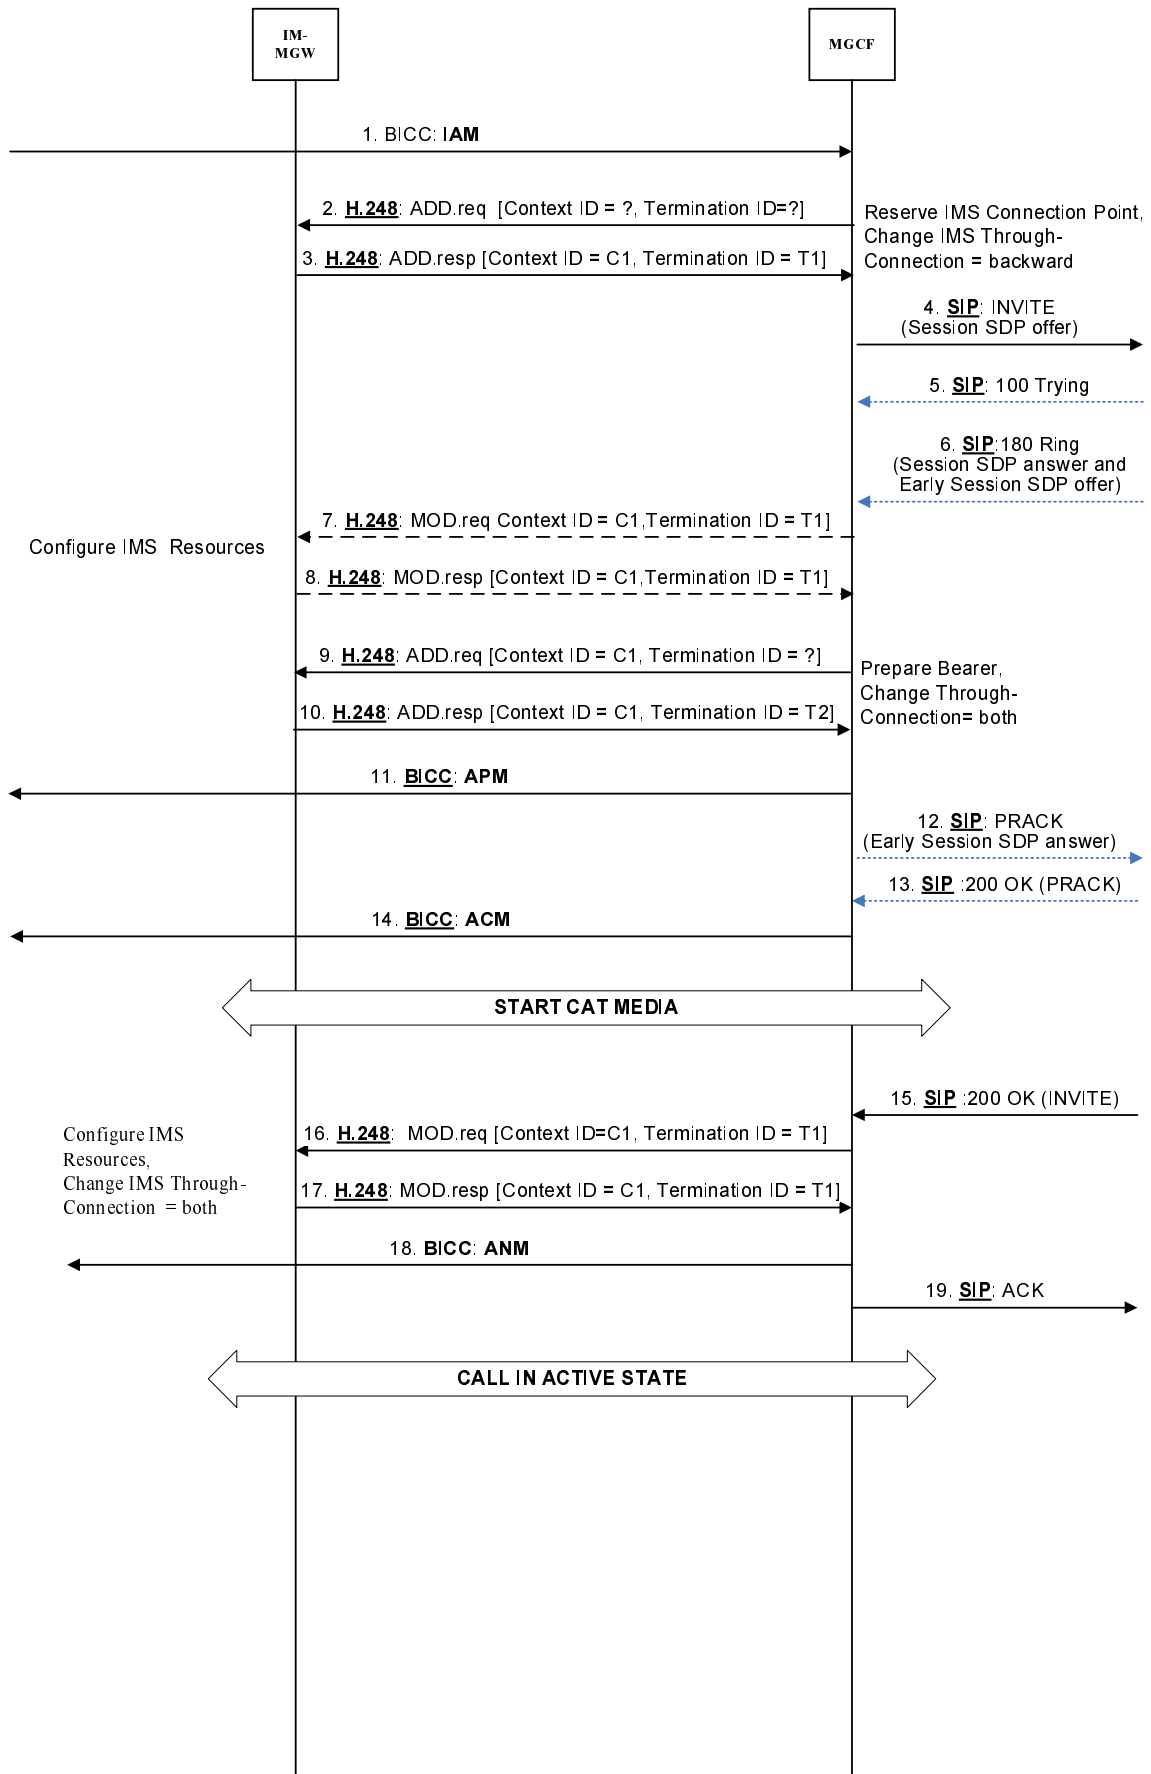 IM-
MGW
MGCF
1. BICC: IAM
2. H.248: ADD.req [Context ID = ?, Termination ID=?]
Reserve IMS Connection Point,
Change IMS Through-
Connection = backward
3. H.248: ADD.resp [Context ID = C1, Termination ID = T1]
4. SIP: INVITE
(Session SDP offer)
5. SIP: 100 Trying
6. SIP:180 Ring
(Session SDP answer and
Early Session SDP offer)
7. H.248: MOD.req Context ID = C1,Termination ID = T1]
Configure IMS Resources
8. H.248: MOD.resp [Context ID = C1,Termination ID = T1]
9. H.248: ADD.req [Context ID = C1, Termination ID = ?]
Prepare Bearer,
Change Through-
Connection= both
10. H.248: ADD.resp [Context ID = C1, Termination ID = T2]
11. BICC: APM
12. SIP: PRACK
(Early Session SDP answer)
13. SIP :200 OK (PRACK)
14. BICC: ACM
START CAT MEDIA
15. SIP :200 OK (INVITE)
16. H.248: MOD.req [Context ID=C1, Termination ID = T1]
Configure IMS
Resources,
Change IMS Through-
Connection = both
17. H.248: MOD.resp [Context ID = C1, Termination ID = T1]
18. BICC: ANM
19. SIP: ACK
CALL IN ACTIVE STATE